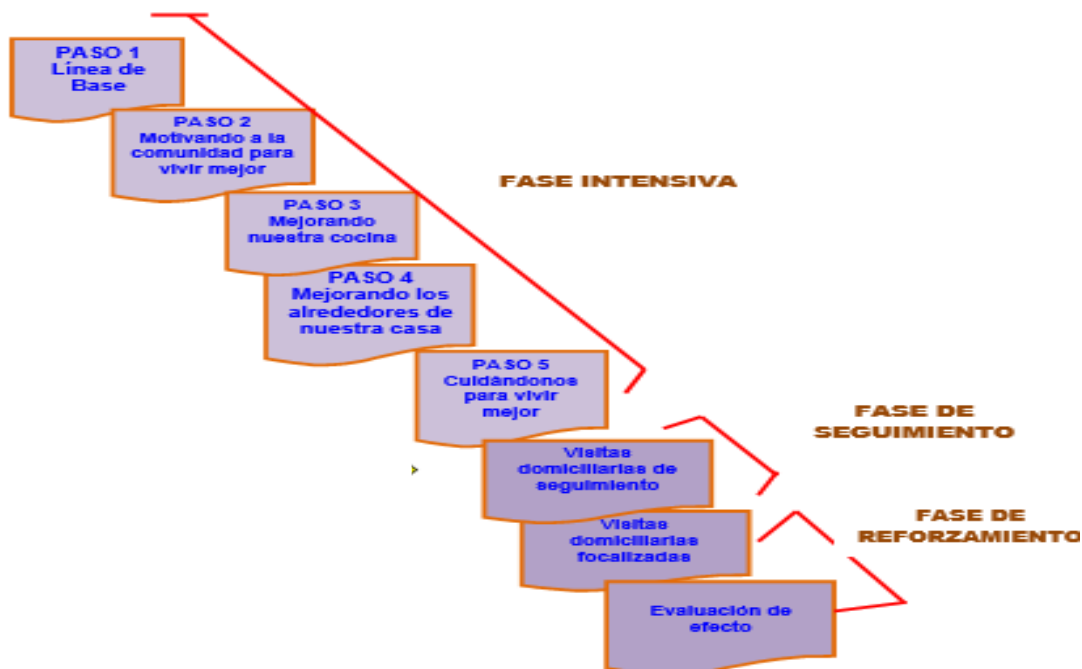 PASO 1
Línea de
Base
PASO 2
Motivando a la
comunidad para
vivir mejor
PASO 3
Mejorando
nuestra cocina
PASO 4
Mejorando los
alrededores de
nuestra casa
PASO 5
Cuidándonos
para vivir
mejor
Visitas
domiciliarias de
seguimiento
Visitas
domiciliarias
focalizadas
Evaluación de
efecto
FASE INTENSIVA
FASE DE
SEGUIMIENTO
FASE DE
REFORZAMIENTO